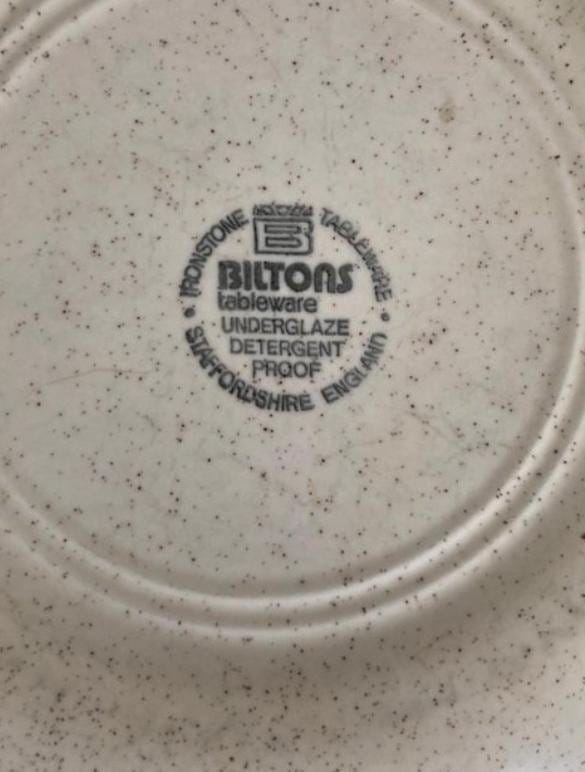 IRONSTONE TABLEWARE
B
BILTONS
tableware
UNDERGLAZE
DETERGENT
PROOF
STAFFORDSHIRE ENGLAND